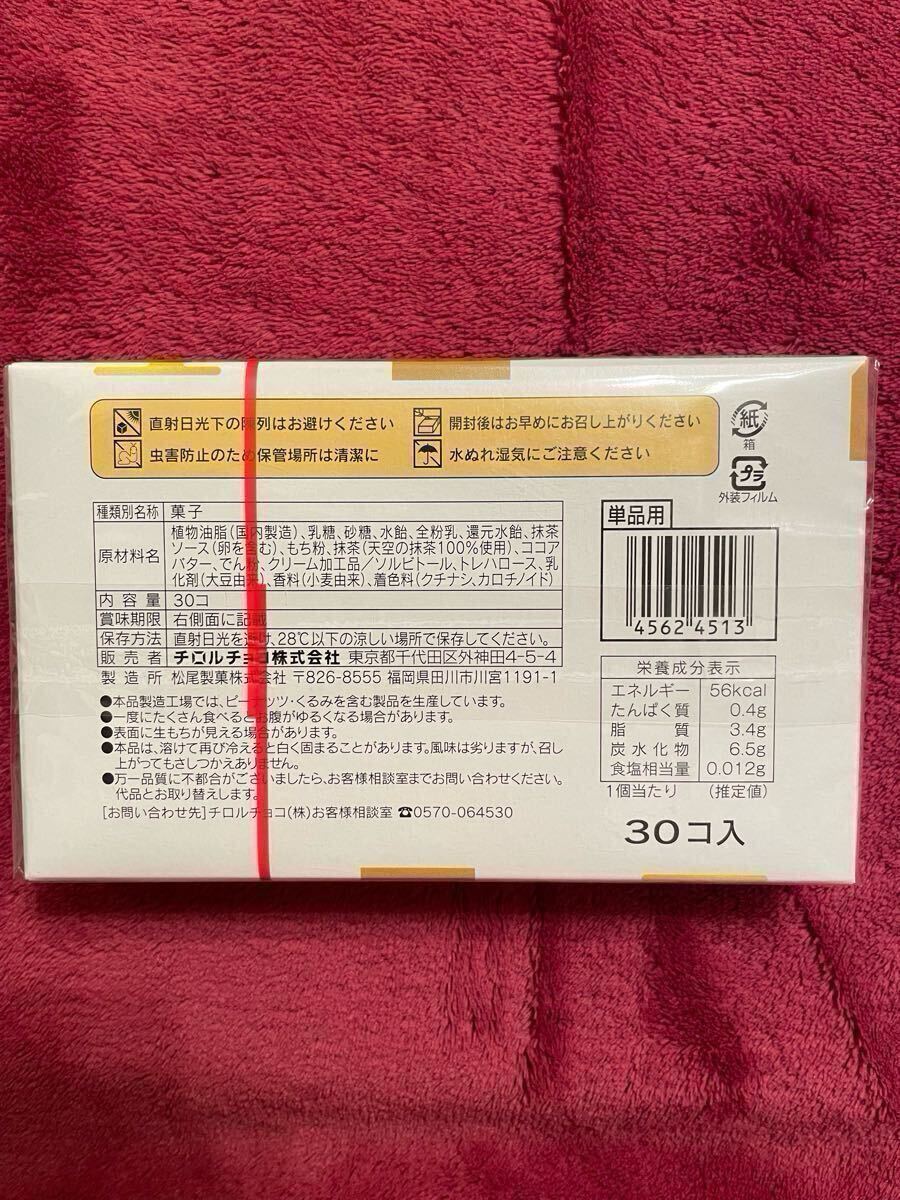 直射日光下の陳列はお避けください
開封後はお早めにお召し上がりください
虫害防止のため保管場所は清潔に
水ぬれ湿気にご注意ください
紙
箱
プラ
外装フィルム
種類別名称 菓子
原材料名 植物油脂(国内製造)、乳糖、砂糖、水飴、全粉乳、還元水飴、抹茶
ソース(卵を含む)、もち粉、抹茶(天空の抹茶100%使用)、ココア
バター、でん粉、クリーム加工品/ソルビトール、トレハロース、乳
化剤(大豆由来)、香料(小麦由来)、着色料(クチナシ、カロチノイド)
内容量 30コ
賞味期限 右側面に記載
保存方法 直射日光を避け、28℃以下の涼しい場所で保存してください。
販売者 チロルチョコ株式会社 東京都千代田区外神田4-5-4
製造所 松尾製菓株式会社 〒826-8555 福岡県田川市川宮1191-1
●本品製造工場では、ピーナッツ・くるみを含む製品を生産しています。
●一度にたくさん食べるとお腹がゆるくなる場合があります。
●表面に生もちが見える場合があります。
●本品は、溶けて再び冷えると白く固まることがあります。風味は劣りますが、召し
上がってもさしつかえありません。
●万一品質に不都合がございましたら、お客様相談室までお問い合わせください。
代品とお取り替えします。
[お問い合わせ先]チロルチョコ(株)お客様相談室 ☎0570-064530
単品用
4562 4513
栄養成分表示
エネルギー 56kcal
たんぱく質 0.4g
脂質 3.4g
炭水化物 6.5g
食塩相当量 0.012g
1個当たり (推定値)
30コ入